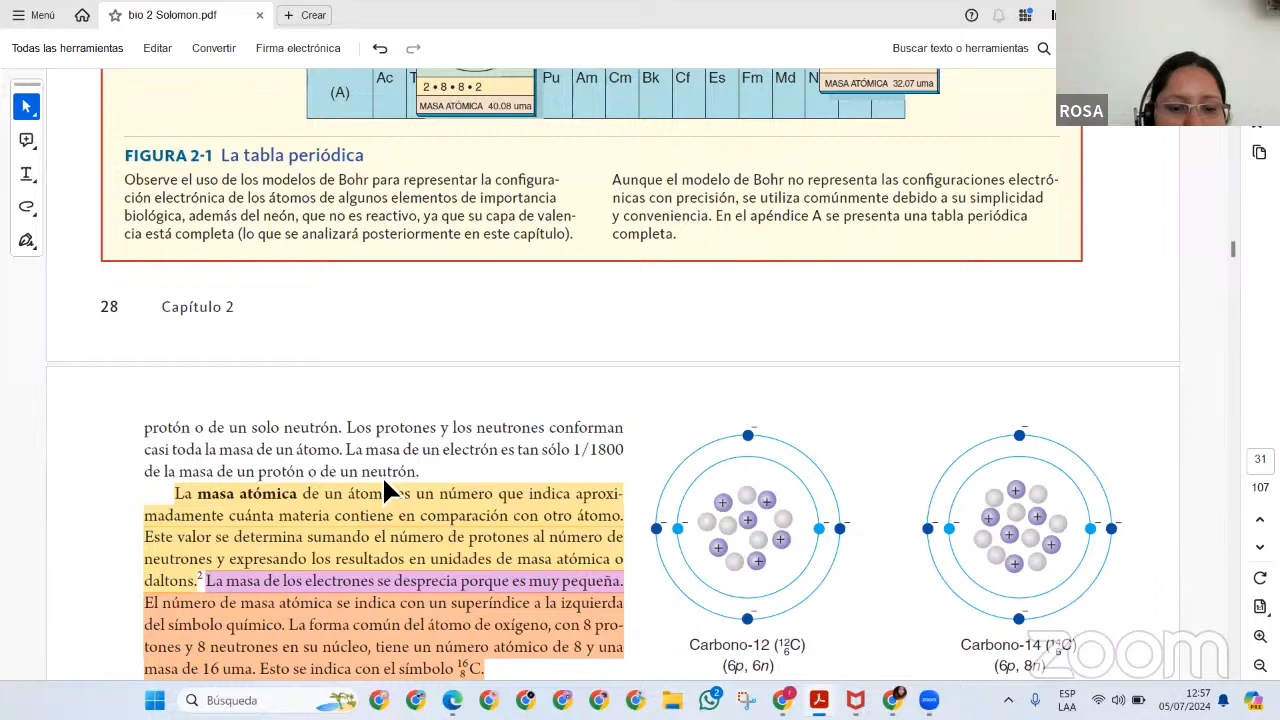 Menú
bio 2 Solomon.pdf
Crear
Todas las herramientas
Editar
Convertir
Firma electrónica
Buscar texto o herramientas
ROSA
(A)
Ac
2 • 8 • 8 • 2
MASA ATÓMICA 40.08 uma
Pu Am Cm Bk Cf Es Fm Md
MASA ATÓMICA 32.07 uma
FIGURA 2-1 La tabla periódica
Observe el uso de los modelos de Bohr para representar la configura-
ción electrónica de los átomos de algunos elementos de importancia
biológica, además del neón, que no es reactivo, ya que su capa de valen-
cia está completa (lo que se analizará posteriormente en este capítulo).
Aunque el modelo de Bohr no representa las configuraciones electró-
nicas con precisión, se utiliza comúnmente debido a su simplicidad
y conveniencia. En el apéndice A se presenta una tabla periódica
completa.
28 Capítulo 2
protón o de un solo neutrón. Los protones y los neutrones conforman
casi toda la masa de un átomo. La masa de un electrón es tan sólo 1/1800
de la masa de un protón o de un neutrón.
La masa atómica de un átomo es un número que indica aproxi-
madamente cuánta materia contiene en comparación con otro átomo.
Este valor se determina sumando el número de protones al número de
neutrones y expresando los resultados en unidades de masa atómica o
daltons.² La masa de los electrones se desprecia porque es muy pequeña.
El número de masa atómica se indica con un superíndice a la izquierda
del símbolo químico. La forma común del átomo de oxígeno, con 8 pro-
tones y 8 neutrones en su núcleo, tiene un número atómico de 8 y una
masa de 16 uma. Esto se indica con el símbolo ¹⁶₈C.
Carbono-12 (¹²₆C)
(6p, 6n)
Carbono-14 (¹⁴₆C)
(6p, 8n)
31
107
zoom
Búsqueda
2
ESP
LAA
12:57
05/07/2024